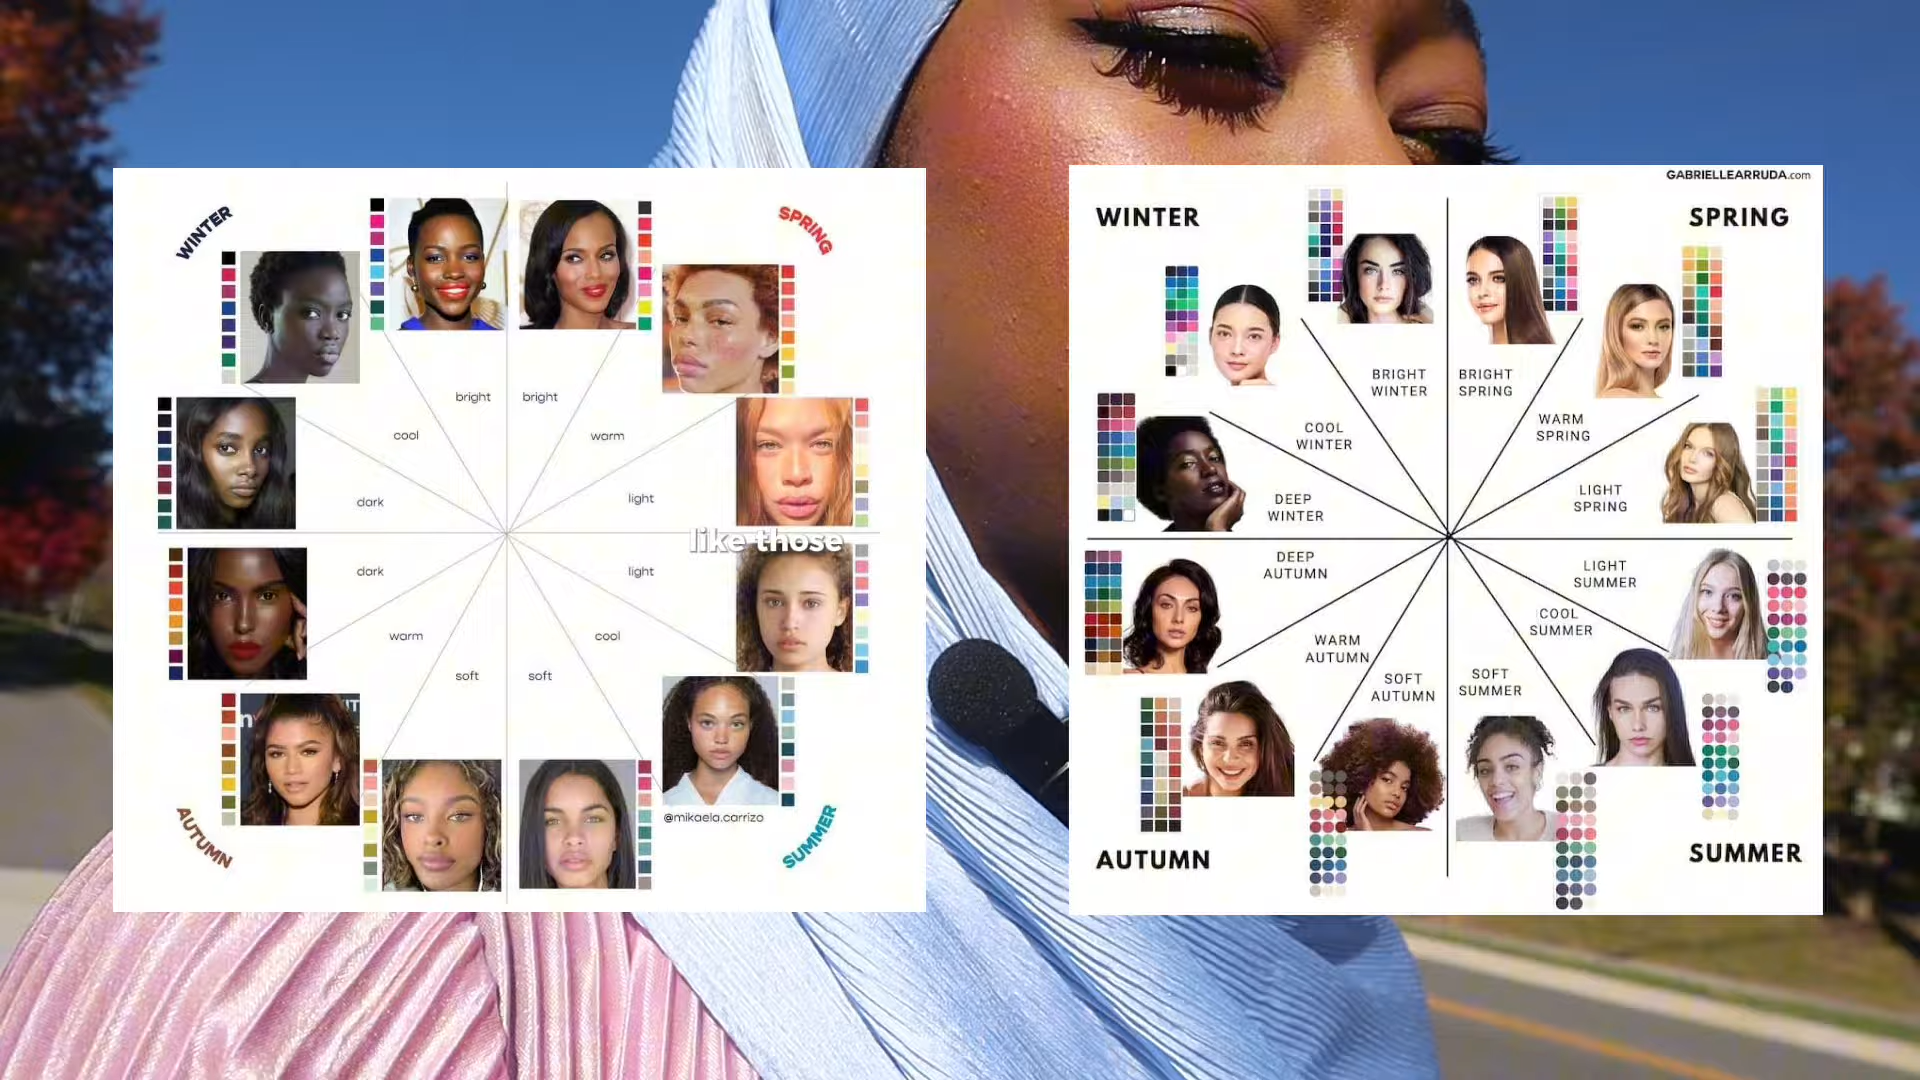 WINTER
SPRING
bright
bright
cool
warm
dark
light
like those
dark
light
warm
cool
soft
soft
@mikaela.carrizo
AUTUMN
SUMMER
GABRIELLEARRUDA.com
WINTER
SPRING
BRIGHT
WINTER
BRIGHT
SPRING
COOL
WINTER
WARM
SPRING
DEEP
WINTER
LIGHT
SPRING
DEEP
AUTUMN
LIGHT
SUMMER
COOL
SUMMER
WARM
AUTUMN
SOFT
AUTUMN
SOFT
SUMMER
AUTUMN
SUMMER